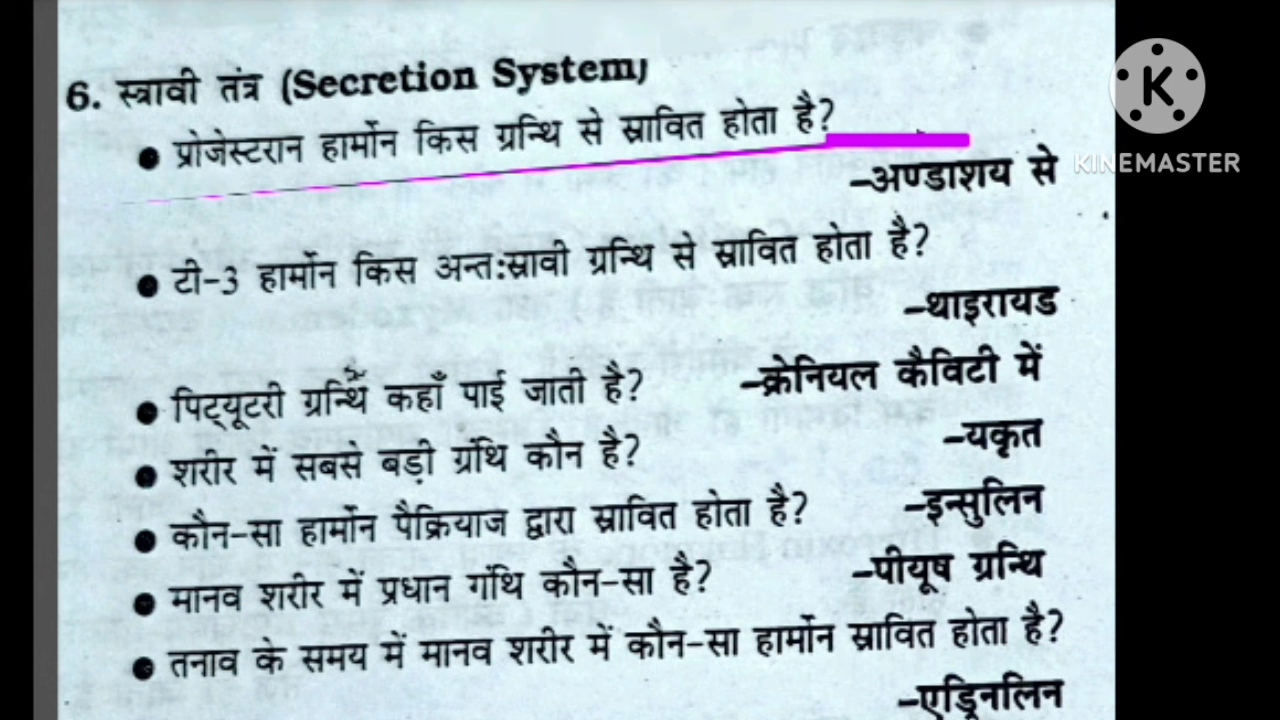 6. स्त्रावी तंत्र (Secretion System)
● प्रोजेस्टरान हार्मोन किस ग्रन्थि से स्रावित होता है?
–अण्डाशय से
● टी-3 हार्मोन किस अन्तःस्रावी ग्रन्थि से स्रावित होता है?
–थाइरायड
● पिट्यूटरी ग्रन्थि कहाँ पाई जाती है? –क्रेनियल कैविटी में
● शरीर में सबसे बड़ी ग्रंथि कौन है? –यकृत
● कौन-सा हार्मोन पैक्रियाज द्वारा स्रावित होता है? –इन्सुलिन
● मानव शरीर में प्रधान गंथि कौन-सा है? –पीयूष ग्रन्थि
● तनाव के समय में मानव शरीर में कौन-सा हार्मोन स्रावित होता है?
–एड्रिनलिन
K
KINEMASTER